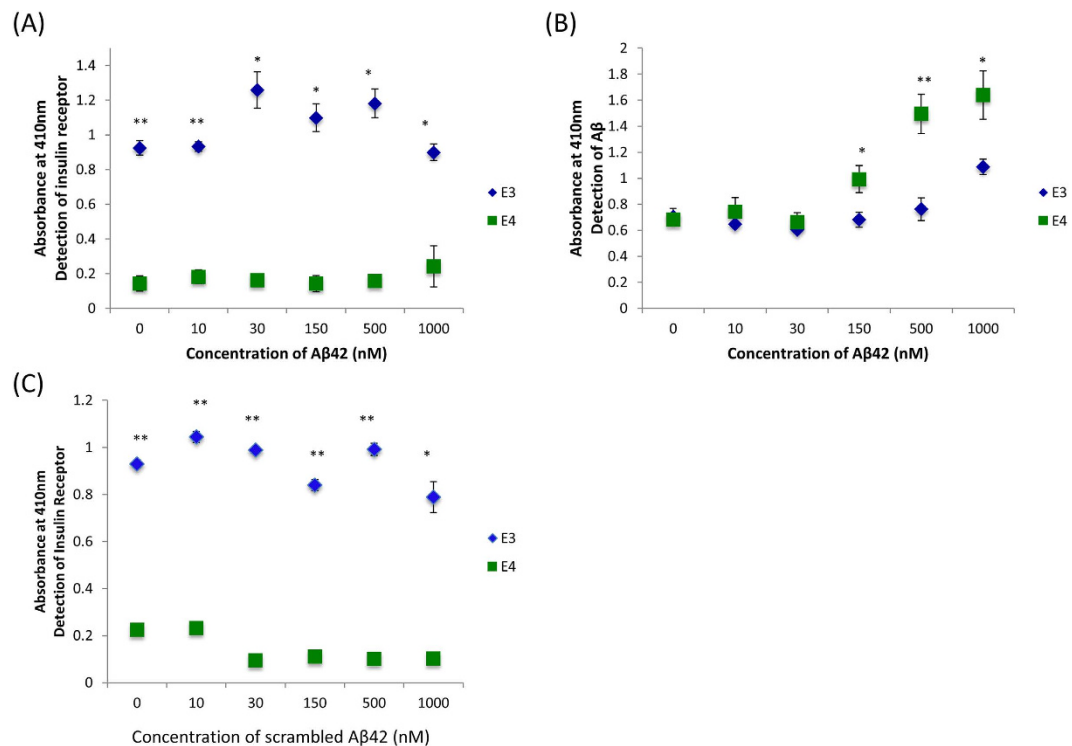 (A)
Absorbance at 410nm
Detection of insulin receptor
1.4
1.2
1
0.8
0.6
0.4
0.2
0
** ** * * * *
0 10 30 150 500 1000
Concentration of Aβ42 (nM)
E3
E4
(B)
Absorbance at 410nm
Detection of Aβ
2
1.8
1.6
1.4
1.2
1
0.8
0.6
0.4
0.2
0
* ** *
0 10 30 150 500 1000
Concentration of Aβ42 (nM)
E3
E4
(C)
Absorbance at 410nm
Detection of Insulin Receptor
1.2
1
0.8
0.6
0.4
0.2
0
** ** ** ** ** *
0 10 30 150 500 1000
Concentration of scrambled Aβ42 (nM)
E3
E4